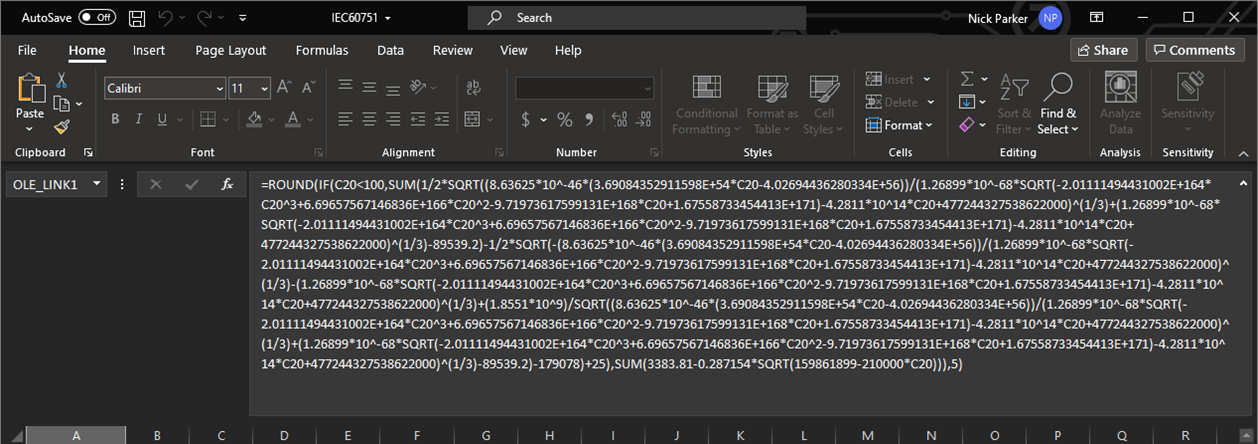 AutoSave Off IEC60751 Search Nick Parker NP
File Home Insert Page Layout Formulas Data Review View Help Share Comments
Paste Calibri 11 A^ A˅ ab Conditional Formatting Format as Table Cell Styles Insert Delete Format Sort & Filter Find & Select Analyze Data Sensitivity
B I U A $ % 9
Clipboard Font Alignment Number Styles Cells Editing Analysis Sensitivity
OLE_LINK1 fx =ROUND(IF(C20<100,SUM(1/2*SQRT((8.63625*10^-46*(3.69084352911598E+54*C20-4.02694436280334E+56))/(1.26899*10^-68*SQRT(-2.01111494431002E+164*
C20^3+6.69657567146836E+166*C20^2-9.71973617599131E+168*C20+1.67558733454413E+171)-4.2811*10^14*C20+477244327538622000)^(1/3)+(1.26899*10^-68*
SQRT(-2.01111494431002E+164*C20^3+6.69657567146836E+166*C20^2-9.71973617599131E+168*C20+1.67558733454413E+171)-4.2811*10^14*C20+
477244327538622000)^(1/3)-89539.2)-1/2*SQRT(-(8.63625*10^-46*(3.69084352911598E+54*C20-4.02694436280334E+56))/(1.26899*10^-68*SQRT(-
2.01111494431002E+164*C20^3+6.69657567146836E+166*C20^2-9.71973617599131E+168*C20+1.67558733454413E+171)-4.2811*10^14*C20+477244327538622000)^
(1/3)-(1.26899*10^-68*SQRT(-2.01111494431002E+164*C20^3+6.69657567146836E+166*C20^2-9.71973617599131E+168*C20+1.67558733454413E+171)-4.2811*10^
14*C20+477244327538622000)^(1/3)+(1.8551*10^9)/SQRT((8.63625*10^-46*(3.69084352911598E+54*C20-4.02694436280334E+56))/(1.26899*10^-68*SQRT(-
2.01111494431002E+164*C20^3+6.69657567146836E+166*C20^2-9.71973617599131E+168*C20+1.67558733454413E+171)-4.2811*10^14*C20+477244327538622000)^
(1/3)+(1.26899*10^-68*SQRT(-2.01111494431002E+164*C20^3+6.69657567146836E+166*C20^2-9.71973617599131E+168*C20+1.67558733454413E+171)-4.2811*10^
14*C20+477244327538622000)^(1/3)-89539.2)-179078)+25),SUM(3383.81-0.287154*SQRT(159861899-210000*C20))),5)
A B C D E F G H I J K L M N O P Q R